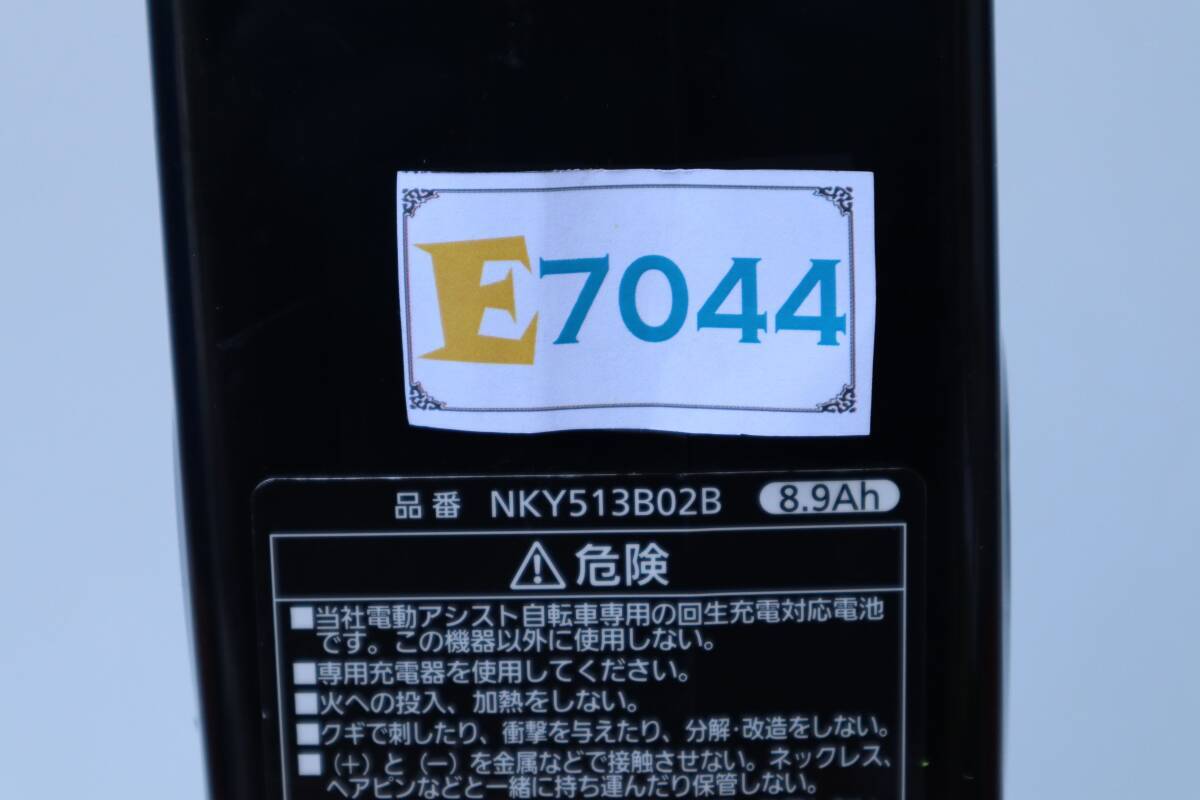 E7044
品番 NKY513B02B 8.9Ah
⚠危険
■当社電動アシスト自転車専用の回生充電対応電池
です。この機器以外に使用しない。
■専用充電器を使用してください。
■火への投入、加熱をしない。
■クギで刺したり、衝撃を与えたり、分解・改造をしない。
■(+)と(−)を金属などで接触させない。ネックレス、
ヘアピンなどと一緒に持ち運んだり保管しない。